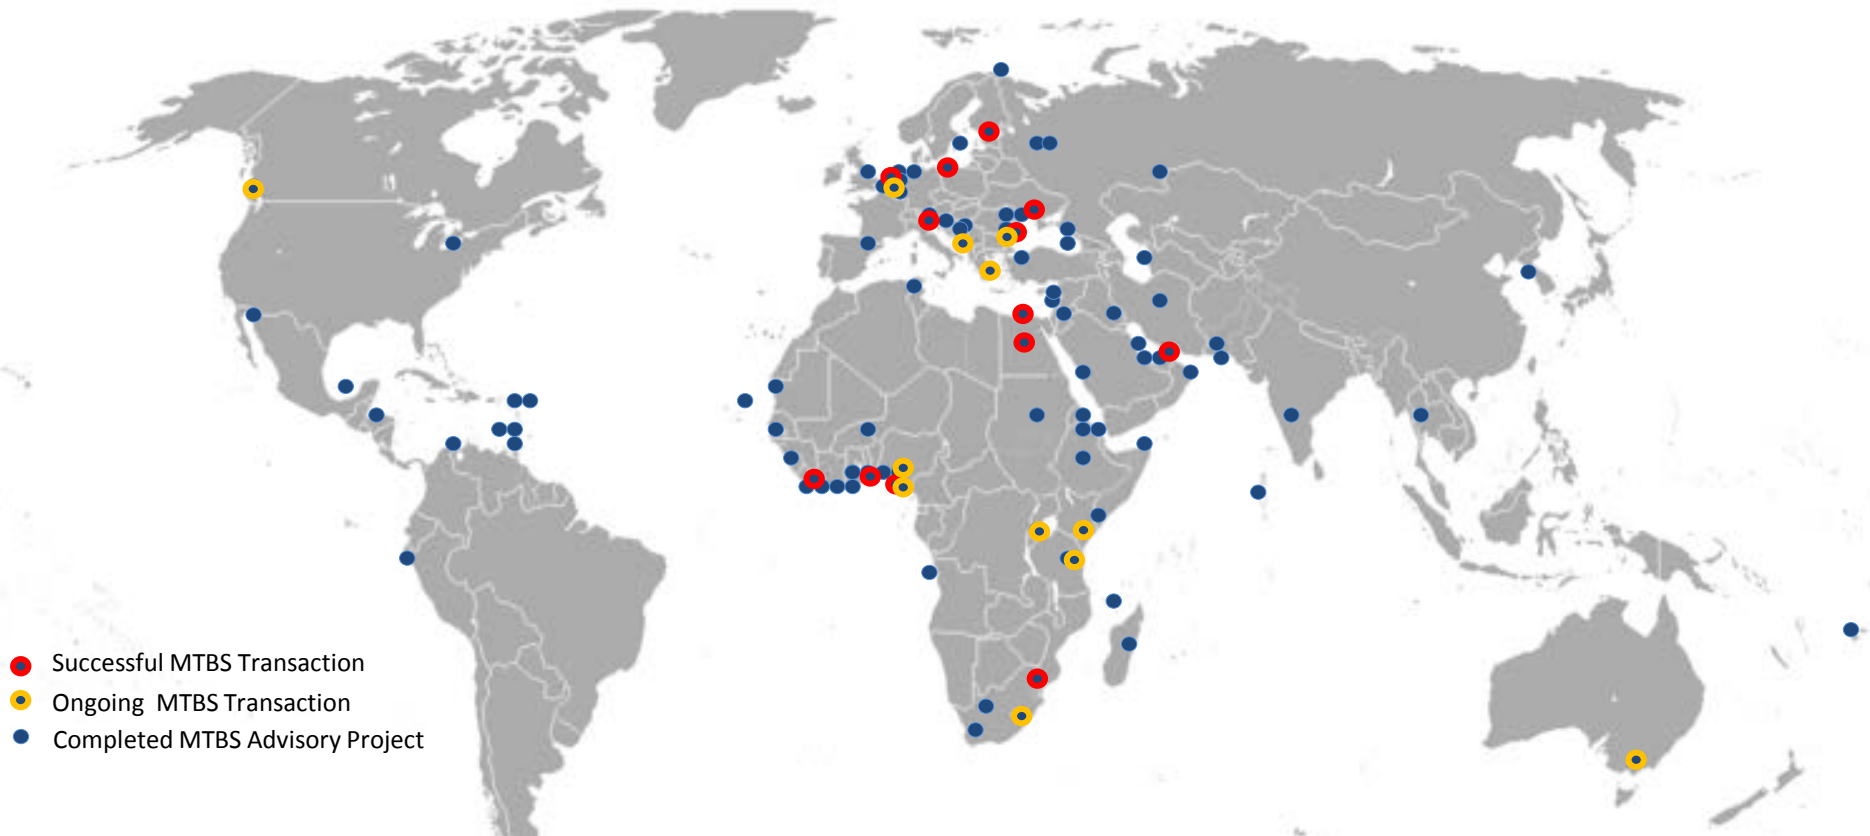 Successful MTBS Transaction
Ongoing MTBS Transaction
Completed MTBS Advisory Project